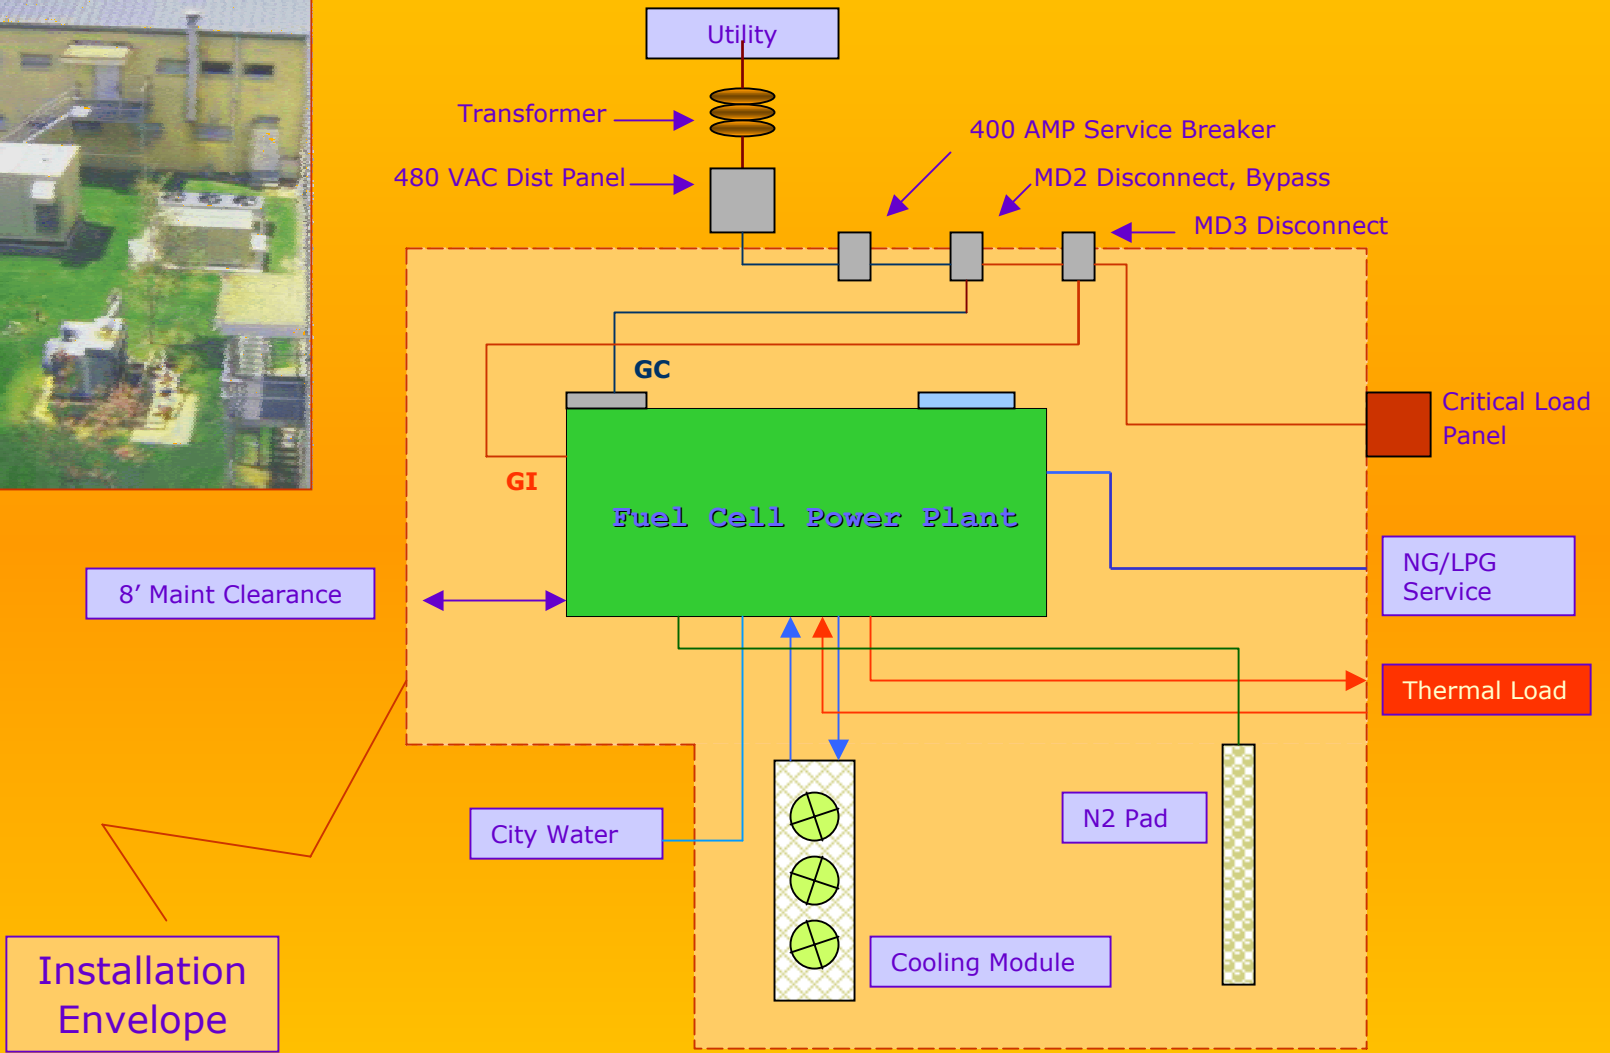 Utility
Transformer
400 AMP Service Breaker
480 VAC Dist Panel
MD2 Disconnect, Bypass
MD3 Disconnect
GC
Critical Load
Panel
GI
Fuel Cell Power Plant
NG/LPG
Service
8’ Maint Clearance
Thermal Load
City Water
N2 Pad
Cooling Module
Installation
Envelope